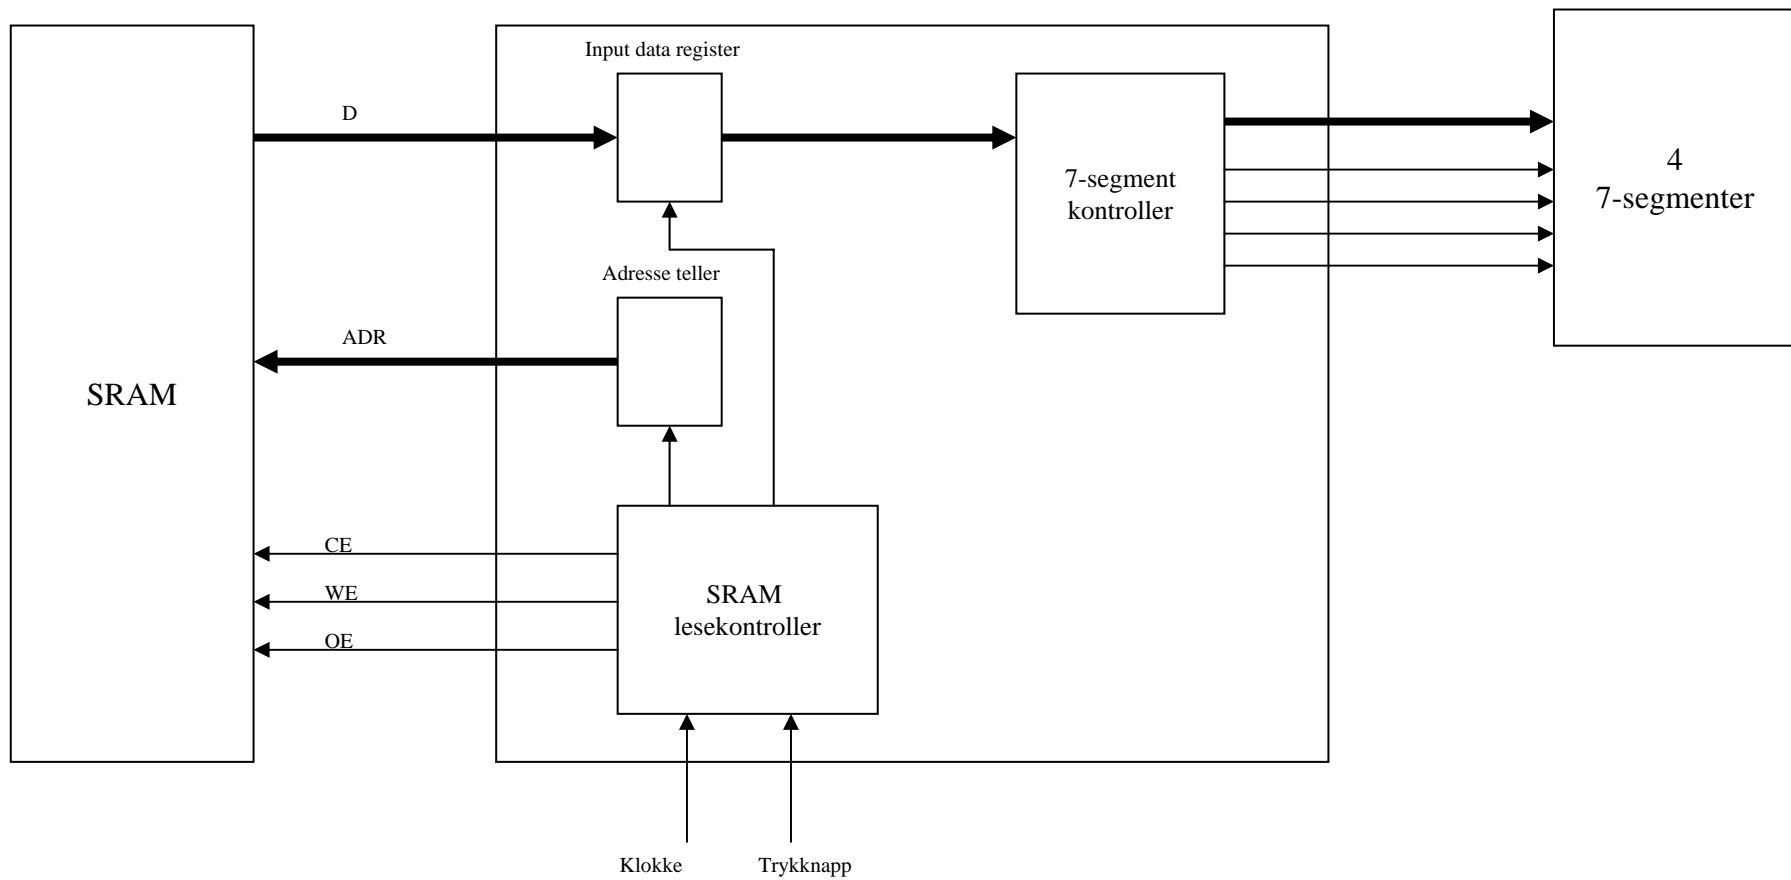 Input data register
D
4
7-segmenter
7-segment
kontroller
Adresse teller
ADR
SRAM
CE
WE
OE
SRAM
lesekontroller
Klokke
Trykknapp